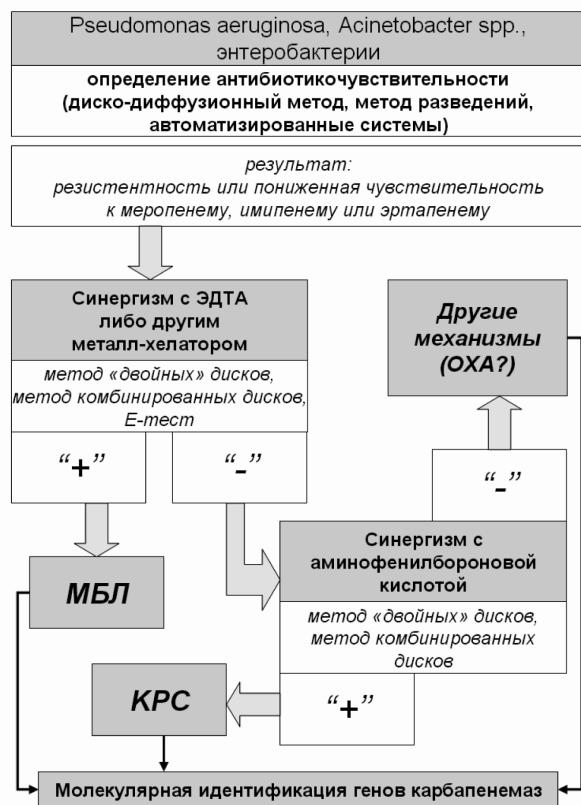 Pseudomonas aeruginosa, Acinetobacter spp.,
энтеробактерии
определение антибиотикочувствительности
(диско-диффузионный метод, метод разведений,
автоматизированные системы)
результат:
резистентность или пониженная чувствительность
к меропенему, имипенему или эртапенему
Синергизм с ЭДТА
либо другим
металл-хелатором
метод «двойных» дисков,
метод комбинированных дисков,
Е-тест
“+”
“-”
МБЛ
Другие
механизмы
(ОХА?)
“-”
Синергизм с
аминофенилбороновой
кислотой
метод «двойных» дисков,
метод комбинированных
дисков
“+”
KPC
Молекулярная идентификация генов карбапенемаз